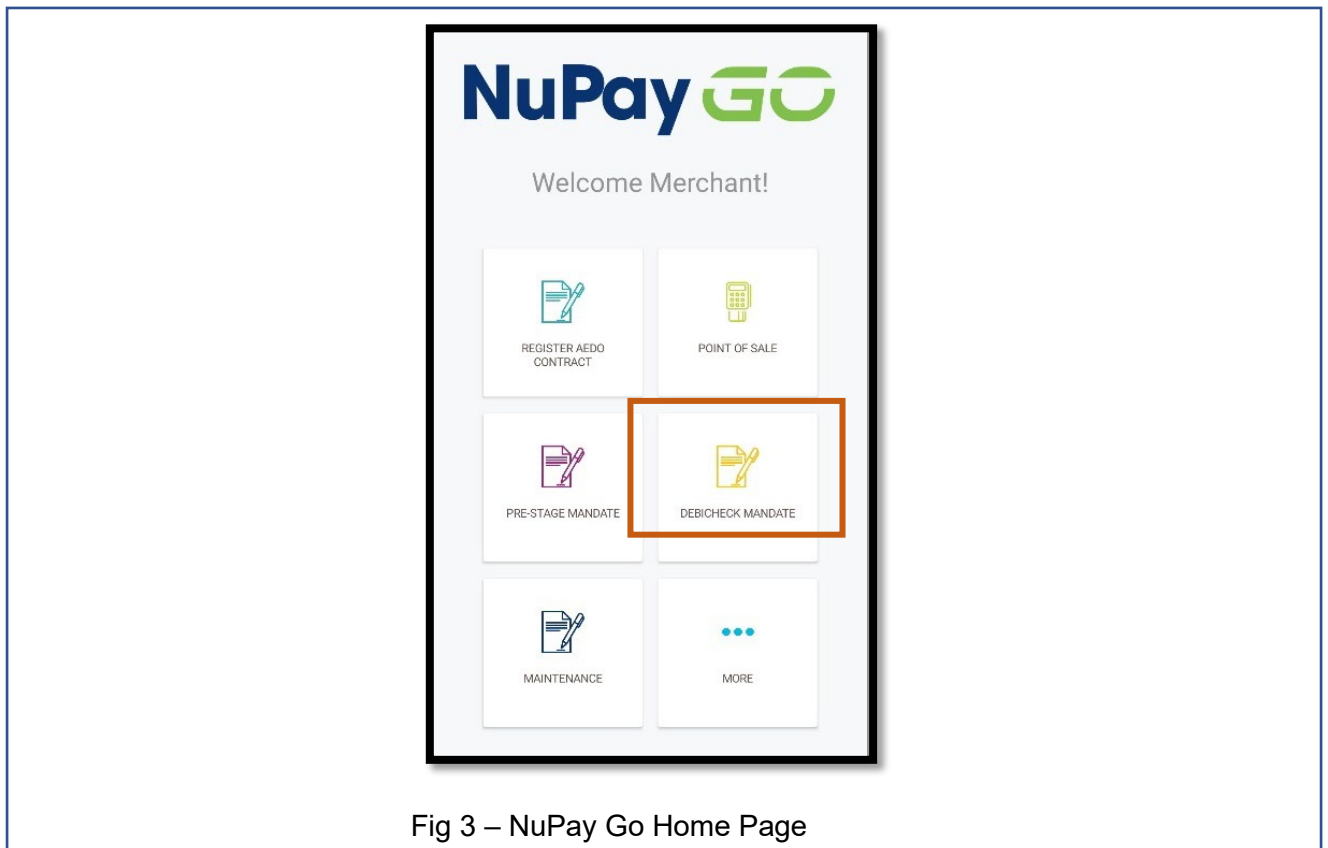 NuPay GO
Welcome Merchant!
REGISTER AEDO
CONTRACT
POINT OF SALE
PRE-STAGE MANDATE
DEBICHECK MANDATE
MAINTENANCE
MORE
Fig 3 – NuPay Go Home Page